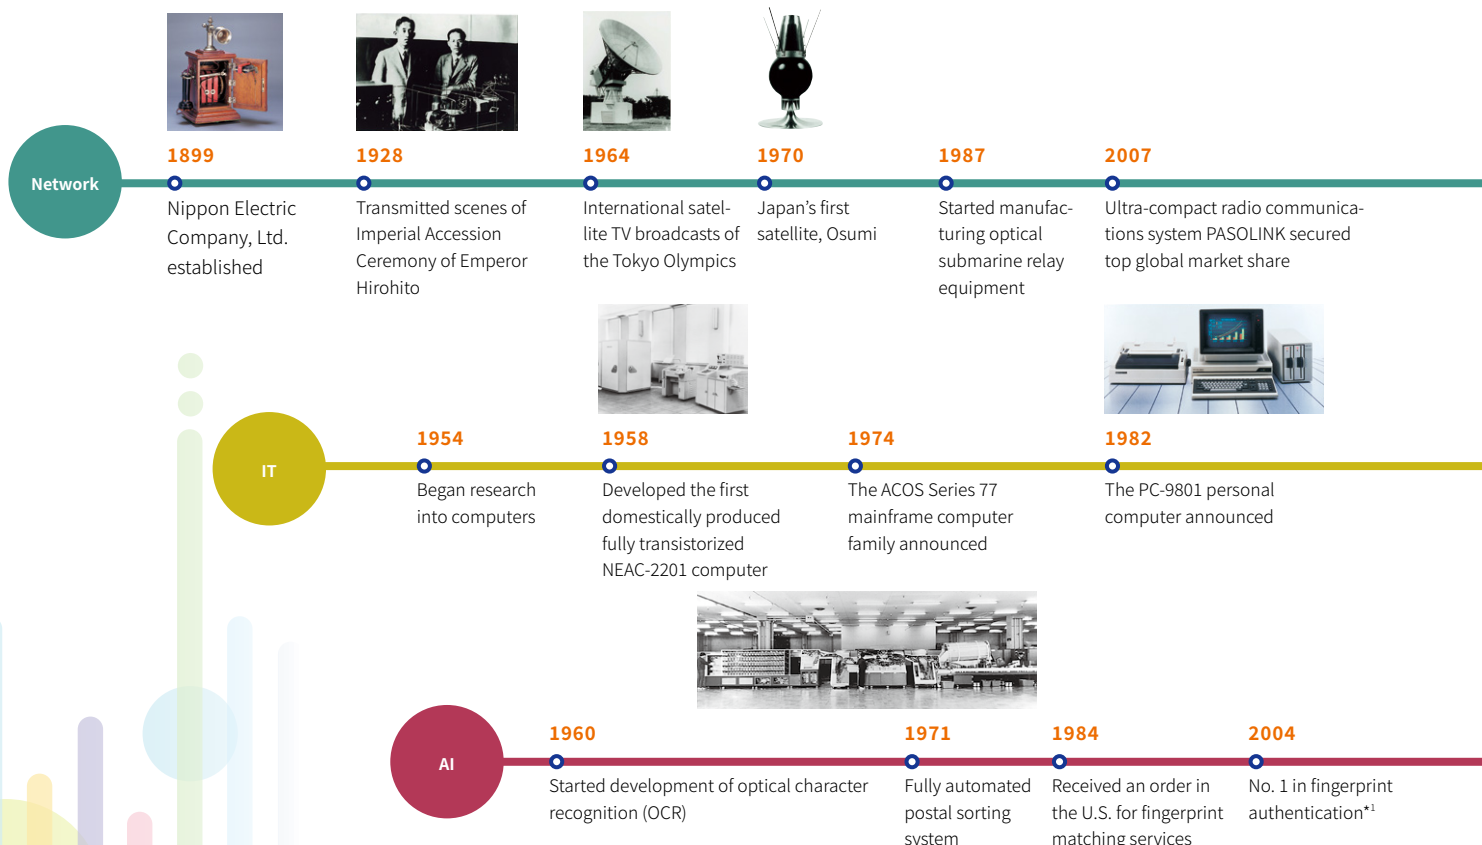 1899
1928
1964
1970
1987
2007
Network
Nippon Electric
Company, Ltd.
established
Transmitted scenes of
Imperial Accession
Ceremony of Emperor
Hirohito
International satel-
lite TV broadcasts of
the Tokyo Olympics
Japan’s first
satellite, Osumi
Started manufac-
turing optical
submarine relay
equipment
Ultra-compact radio communica-
tions system PASOLINK secured
top global market share
1954
1958
1974
1982
IT
Began research
into computers
Developed the first
domestically produced
fully transistorized
NEAC-2201 computer
The ACOS Series 77
mainframe computer
family announced
The PC-9801 personal
computer announced
1960
1971
1984
2004
AI
Started development of optical character
recognition (OCR)
Fully automated
postal sorting
system
Received an order in
the U.S. for fingerprint
matching services
No. 1 in fingerprint
authentication*1